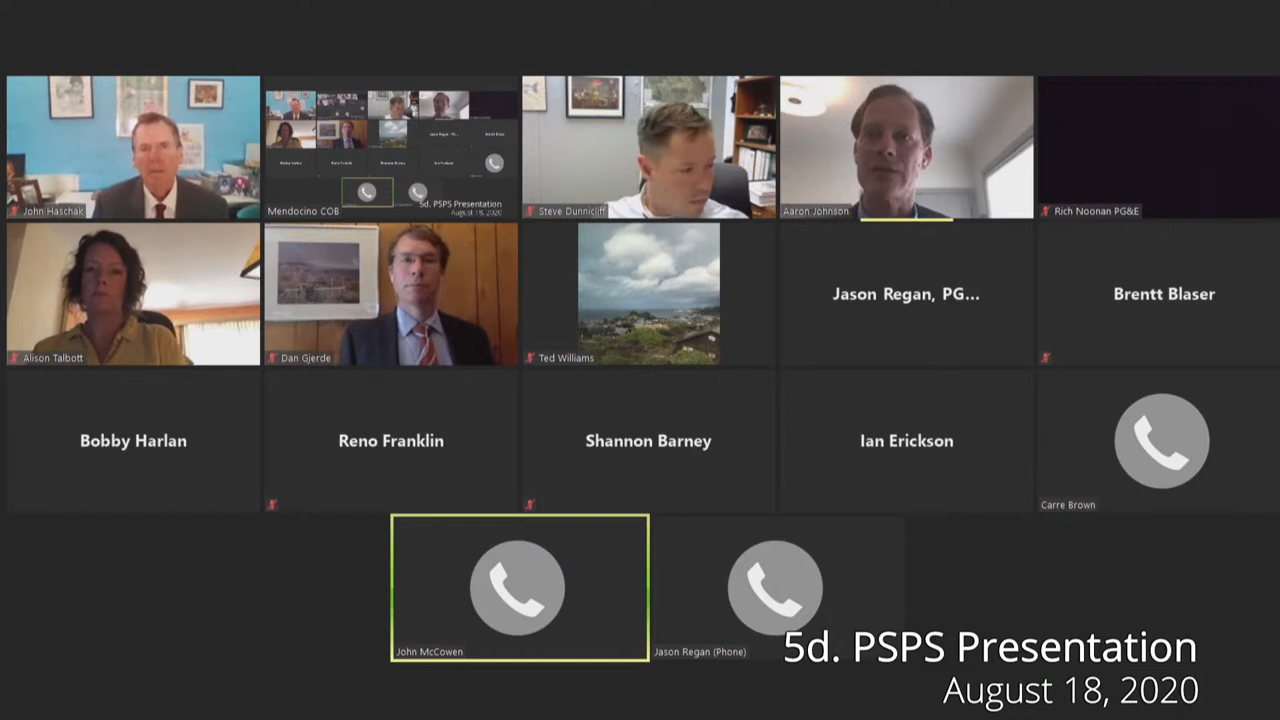 John Haschak
5d. PSPS Presentation
August 18, 2020
Mendocino COB
Steve Dunnicliff
Aaron Johnson
Rich Noonan PG&E
Alison Talbott
Dan Gjerde
Ted Williams
Jason Regan, PG...
Brentt Blaser
Bobby Harlan
Reno Franklin
Shannon Barney
Ian Erickson
Carre Brown
John McCowen
Jason Regan (Phone)
5d. PSPS Presentation
August 18, 2020